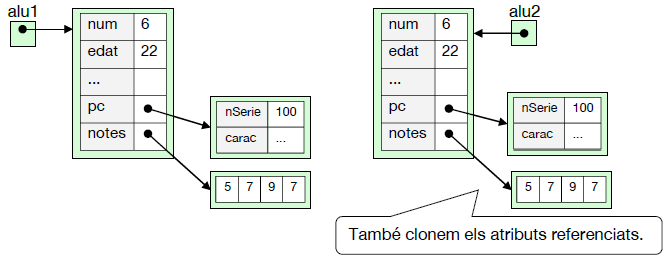 alu1
num 6
edat 22
...
pc
notes
nSerie 100
carac ...
5 7 9 7
alu2
num 6
edat 22
...
pc
notes
nSerie 100
carac ...
5 7 9 7
També clonem els atributs referenciats.